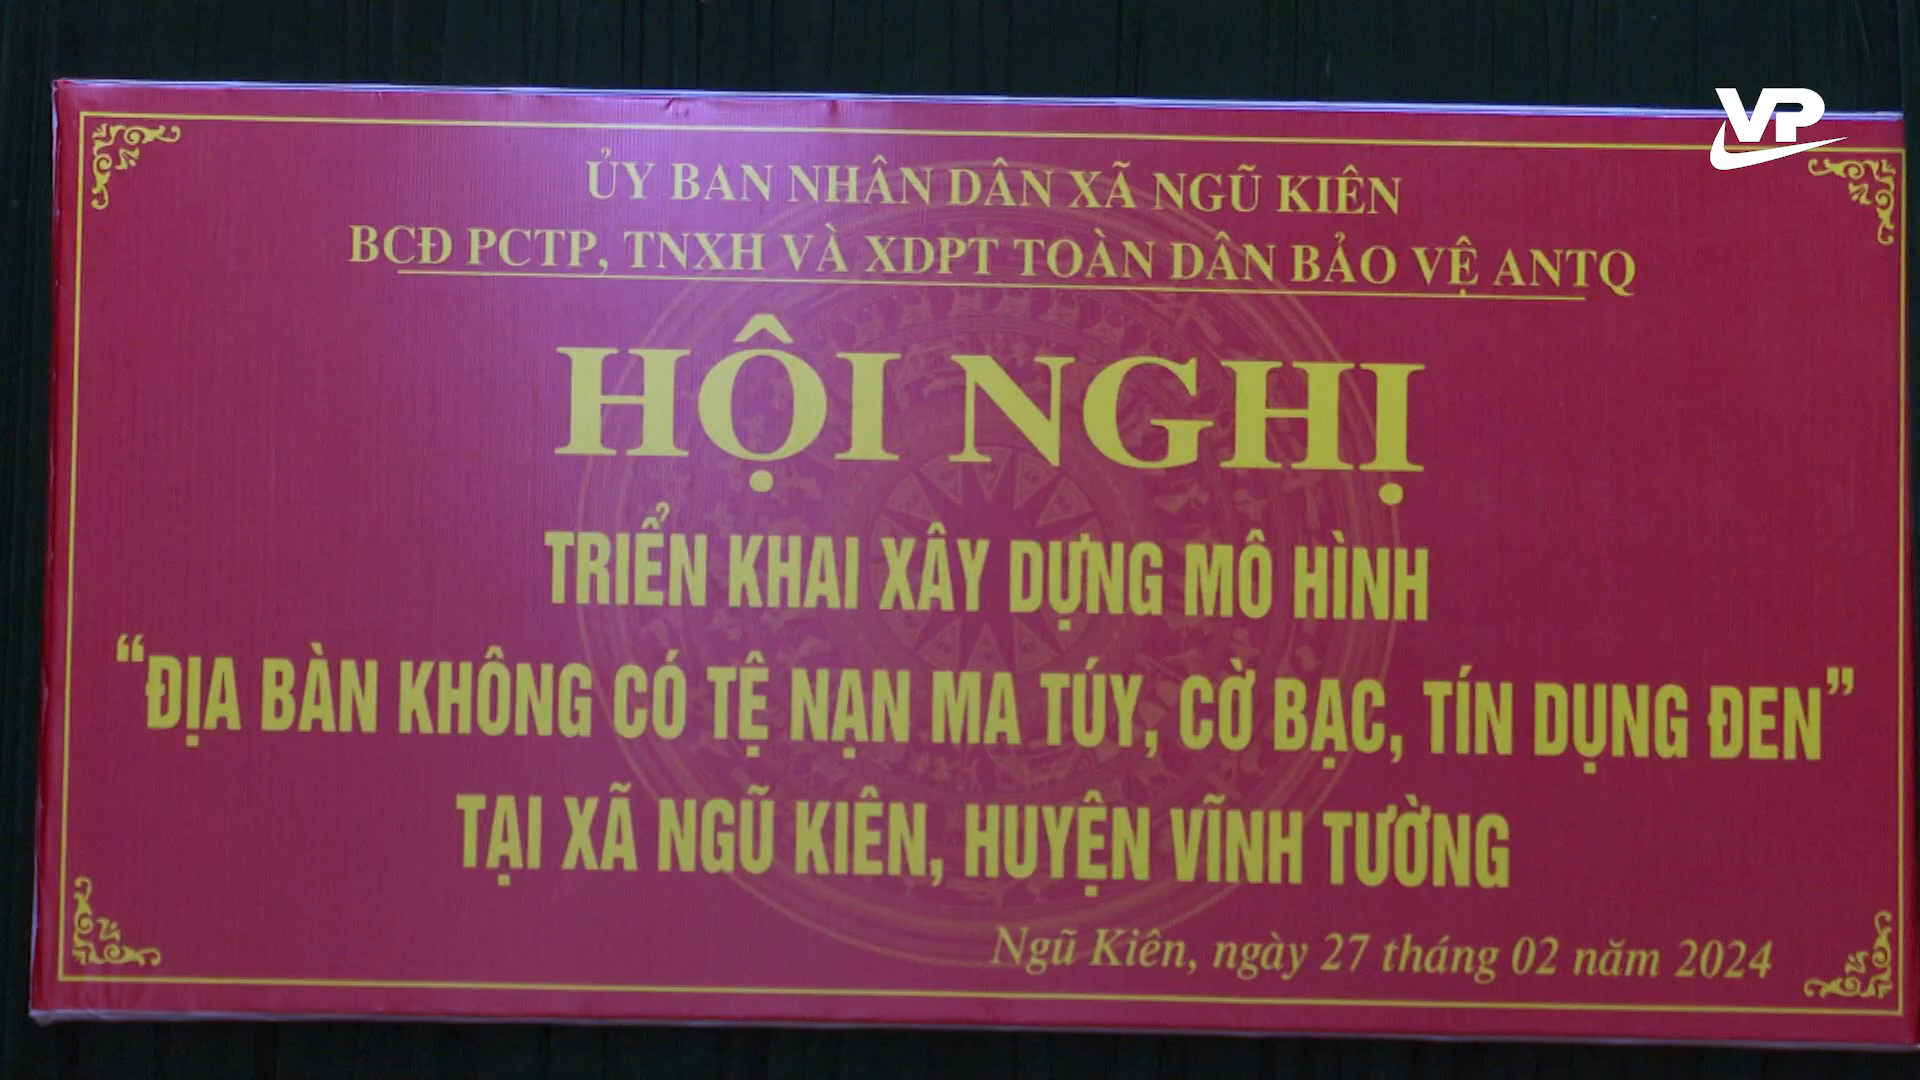 VP
ỦY BAN NHÂN DÂN XÃ NGŨ KIÊN
BCĐ PCTP, TNXH VÀ XDPT TOÀN DÂN BẢO VỆ ANTQ
HỘI NGHỊ
TRIỂN KHAI XÂY DỰNG MÔ HÌNH
“ĐỊA BÀN KHÔNG CÓ TỆ NẠN MA TÚY, CỜ BẠC, TÍN DỤNG ĐEN”
TẠI XÃ NGŨ KIÊN, HUYỆN VĨNH TƯỜNG
Ngũ Kiên, ngày 27 tháng 02 năm 2024